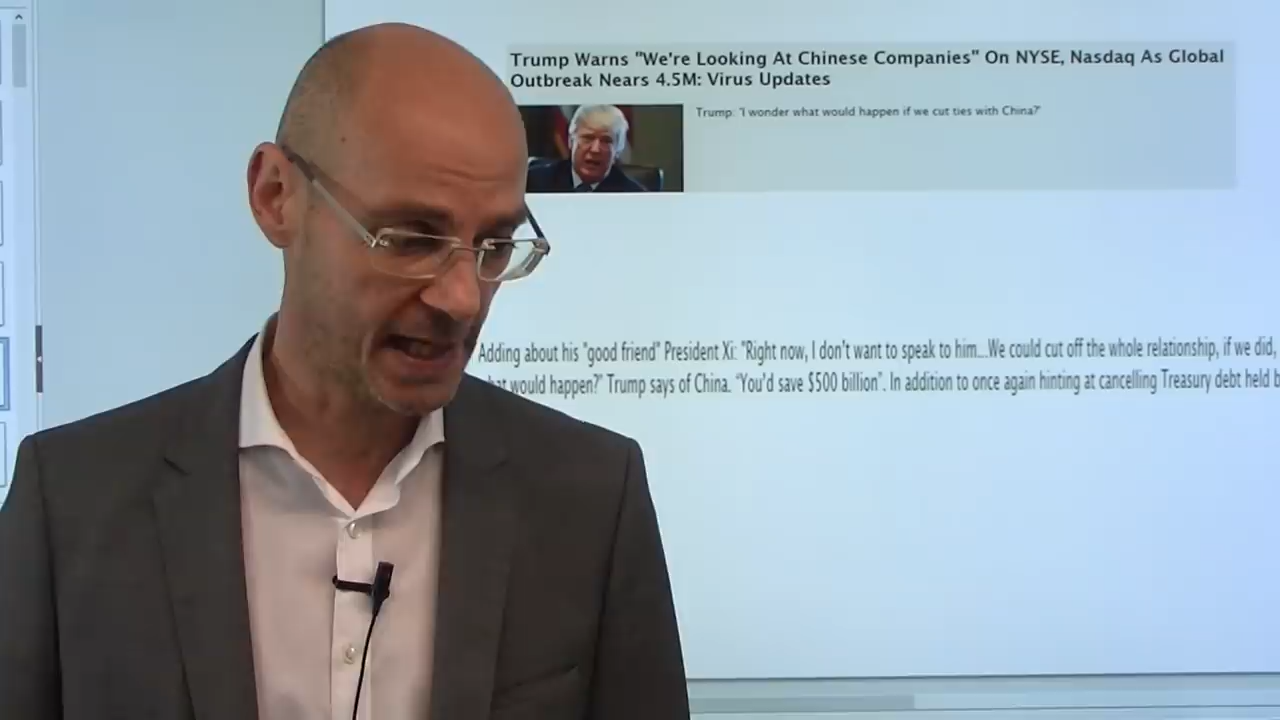 Trump Warns "We're Looking At Chinese Companies" On NYSE, Nasdaq As Global
Outbreak Nears 4.5M: Virus Updates
Trump: 'I wonder what would happen if we cut ties with China?'
Adding about his "good friend" President Xi: "Right now, I don't want to speak to him...We could cut off the whole relationship, if we did,
would happen?" Trump says of China. "You'd save $500 billion". In addition to once again hinting at cancelling Treasury debt held